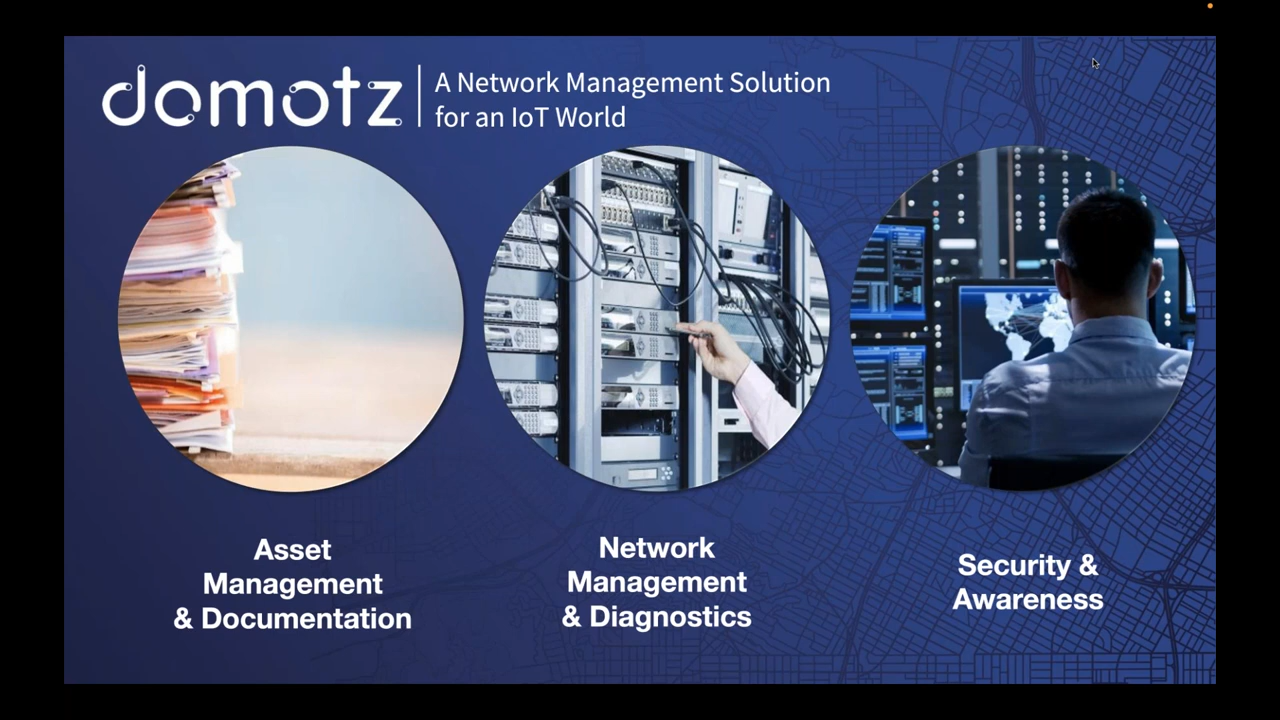 domotz
A Network Management Solution
for an IoT World
Asset
Management
& Documentation
Network
Management
& Diagnostics
Security &
Awareness